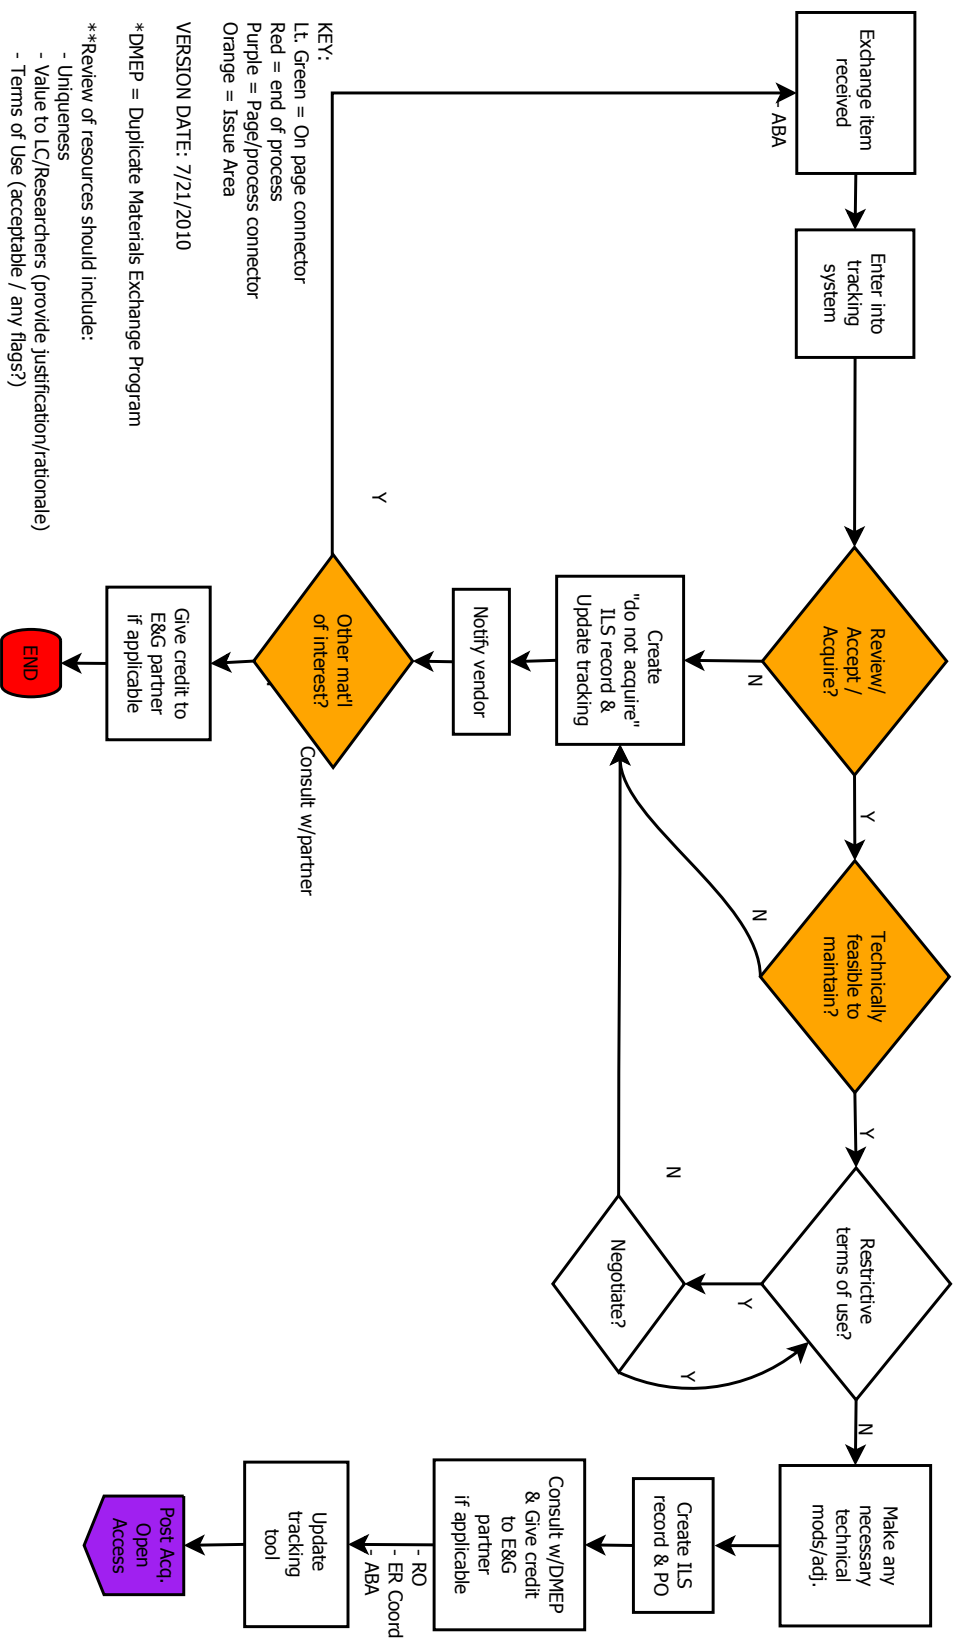 Exchange item
received
- ABA
Enter into
tracking
system
Review/
Accept /
Acquire?
Y
N
Technically
feasible to
maintain?
Y
N
Restrictive
terms of use?
N
Y
Negotiate?
Y
N
Make any
necessary
technical
mods/adj.
Create ILS
record & PO
Consult w/DMEP
& Give credit
to E&G
partner
if applicable
- RO
- ER Coord
- ABA
Update
tracking
tool
Post Acq.
Open
Access
Create
"do not acquire"
ILS record &
Update tracking
Notify vendor
Other mat'l
of interest?
Y
Consult w/partner
Give credit to
E&G partner
if applicable
END
KEY:
Lt. Green = On page connector
Red = end of process
Purple = Page/process connector
Orange = Issue Area
VERSION DATE: 7/21/2010
*DMEP = Duplicate Materials Exchange Program
**Review of resources should include:
- Uniqueness
- Value to LC/Researchers (provide justification/rationale)
- Terms of Use (acceptable / any flags?)